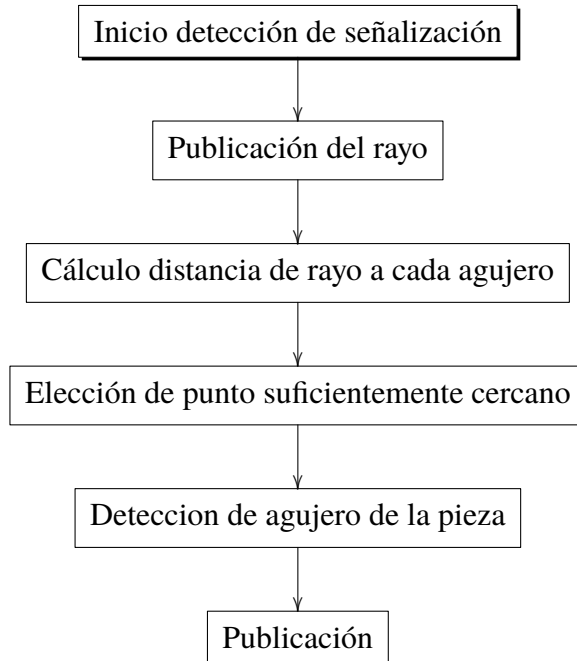 Inicio detección de señalización
Publicación del rayo
Cálculo distancia de rayo a cada agujero
Elección de punto suficientemente cercano
Deteccion de agujero de la pieza
Publicación